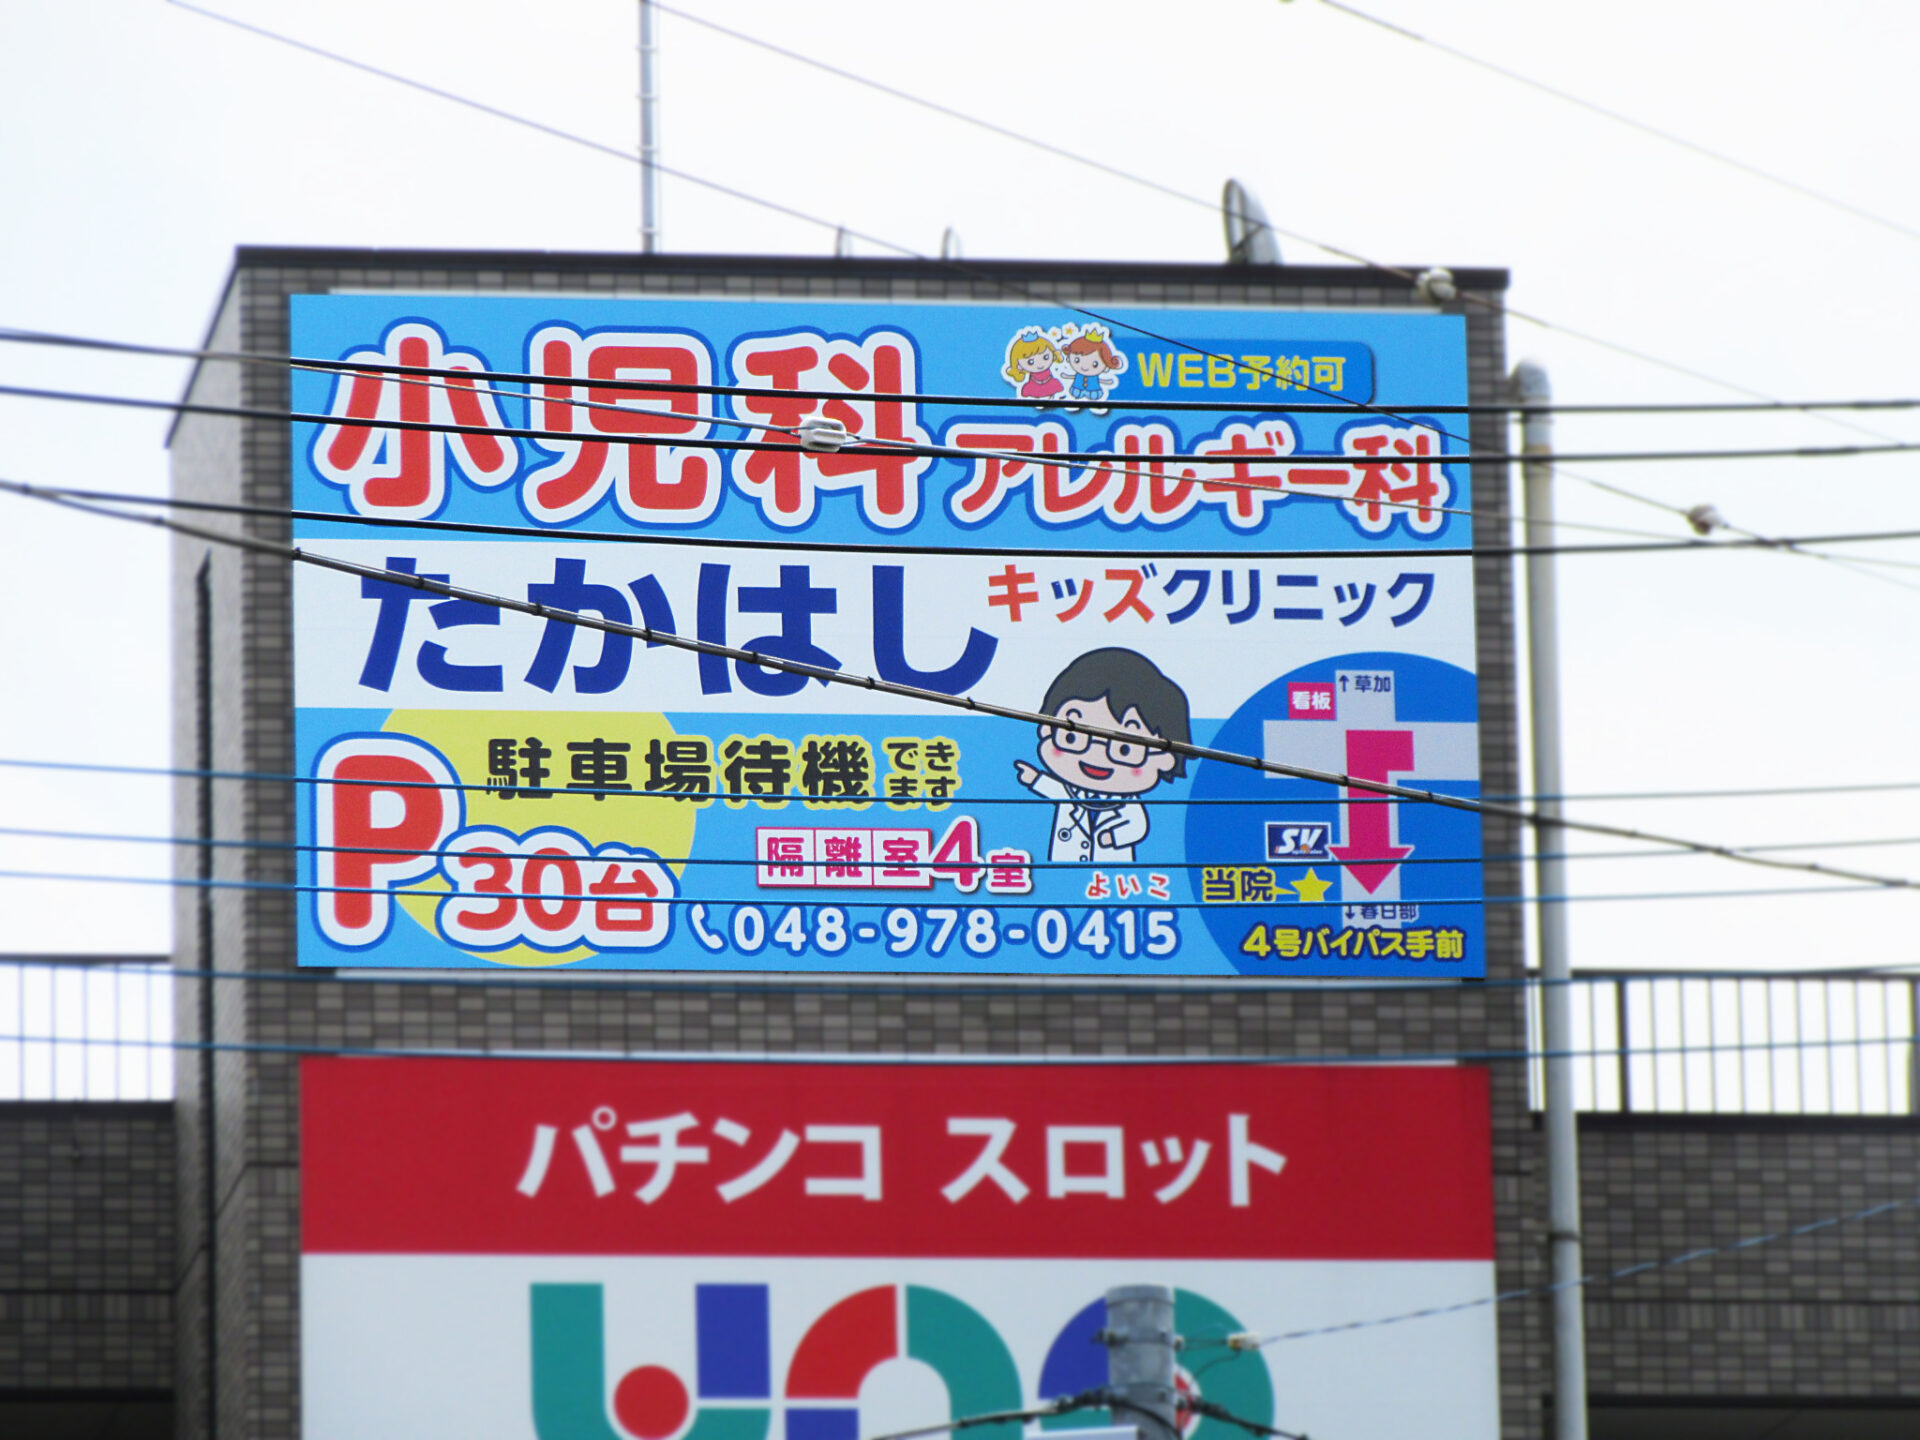 小児科 アレルギー科
WEB予約可
たかはし キッズクリニック
P30台
駐車場待機できます
隔離室4室
よいこ
048-978-0415
↑草加
看板
SV
当院
↓春日部
4号バイパス手前
パチンコ スロット
uno